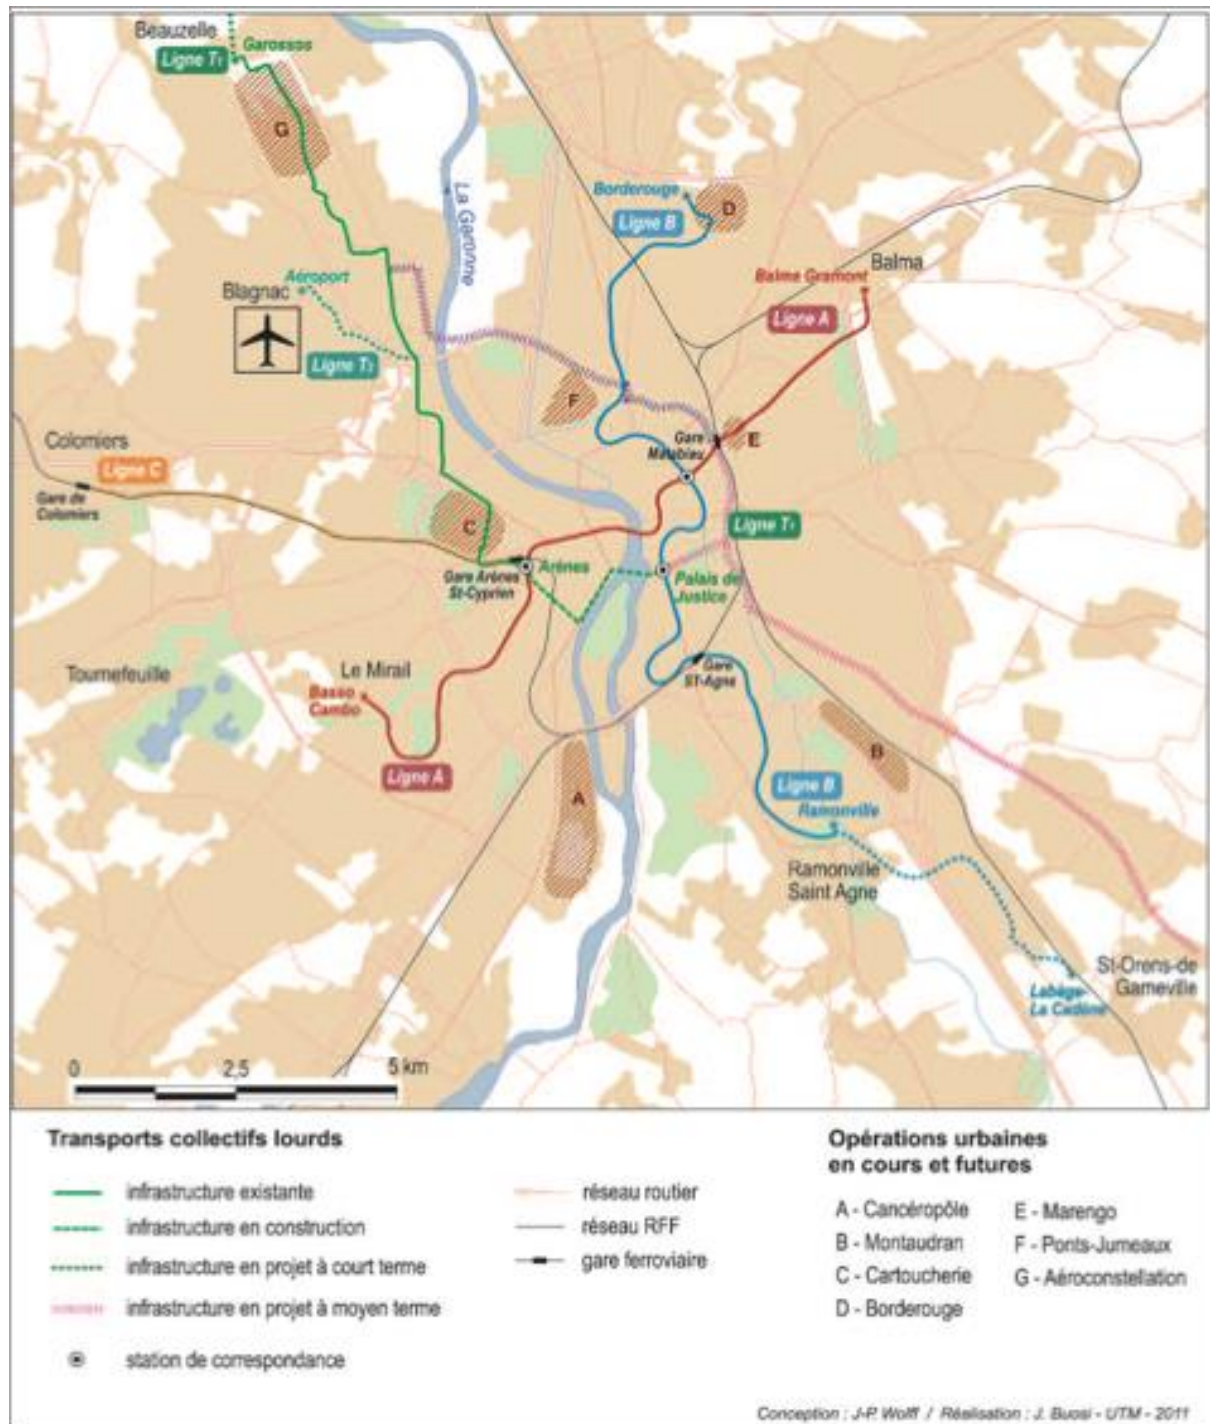 Beauzelle
Garossos
Ligne T1
G
La Garonne
Borderouge
D
Ligne B
Balma
Balma Gramont
Ligne A
Aéroport
Blagnac
Ligne T2
F
E
Gare
Matabiau
Colomiers
Ligne C
Gare de
Colomiers
C
Ligne T1
Gare Arènes
St-Cyprien
Arènes
Palais de
Justice
Gare
ST-Agne
Tournefeuille
Le Mirail
Basso
Cambo
Ligne A
A
B
Ligne B
Ramonville
Ramonville
Saint Agne
St-Orens-de
Gameville
Labège-
La Cadène
0 2,5 5 km
Transports collectifs lourds
infrastructure existante
infrastructure en construction
infrastructure en projet à court terme
infrastructure en projet à moyen terme
station de correspondance
réseau routier
réseau RFF
gare ferroviaire
Opérations urbaines
en cours et futures
A - Cancéropôle
B - Montaudran
C - Cartoucherie
D - Borderouge
E - Marengo
F - Ponts-Jumeaux
G - Aéroconstellation
Conception : J-P. Wolff / Réalisation : J. Buosi - UTM - 2011